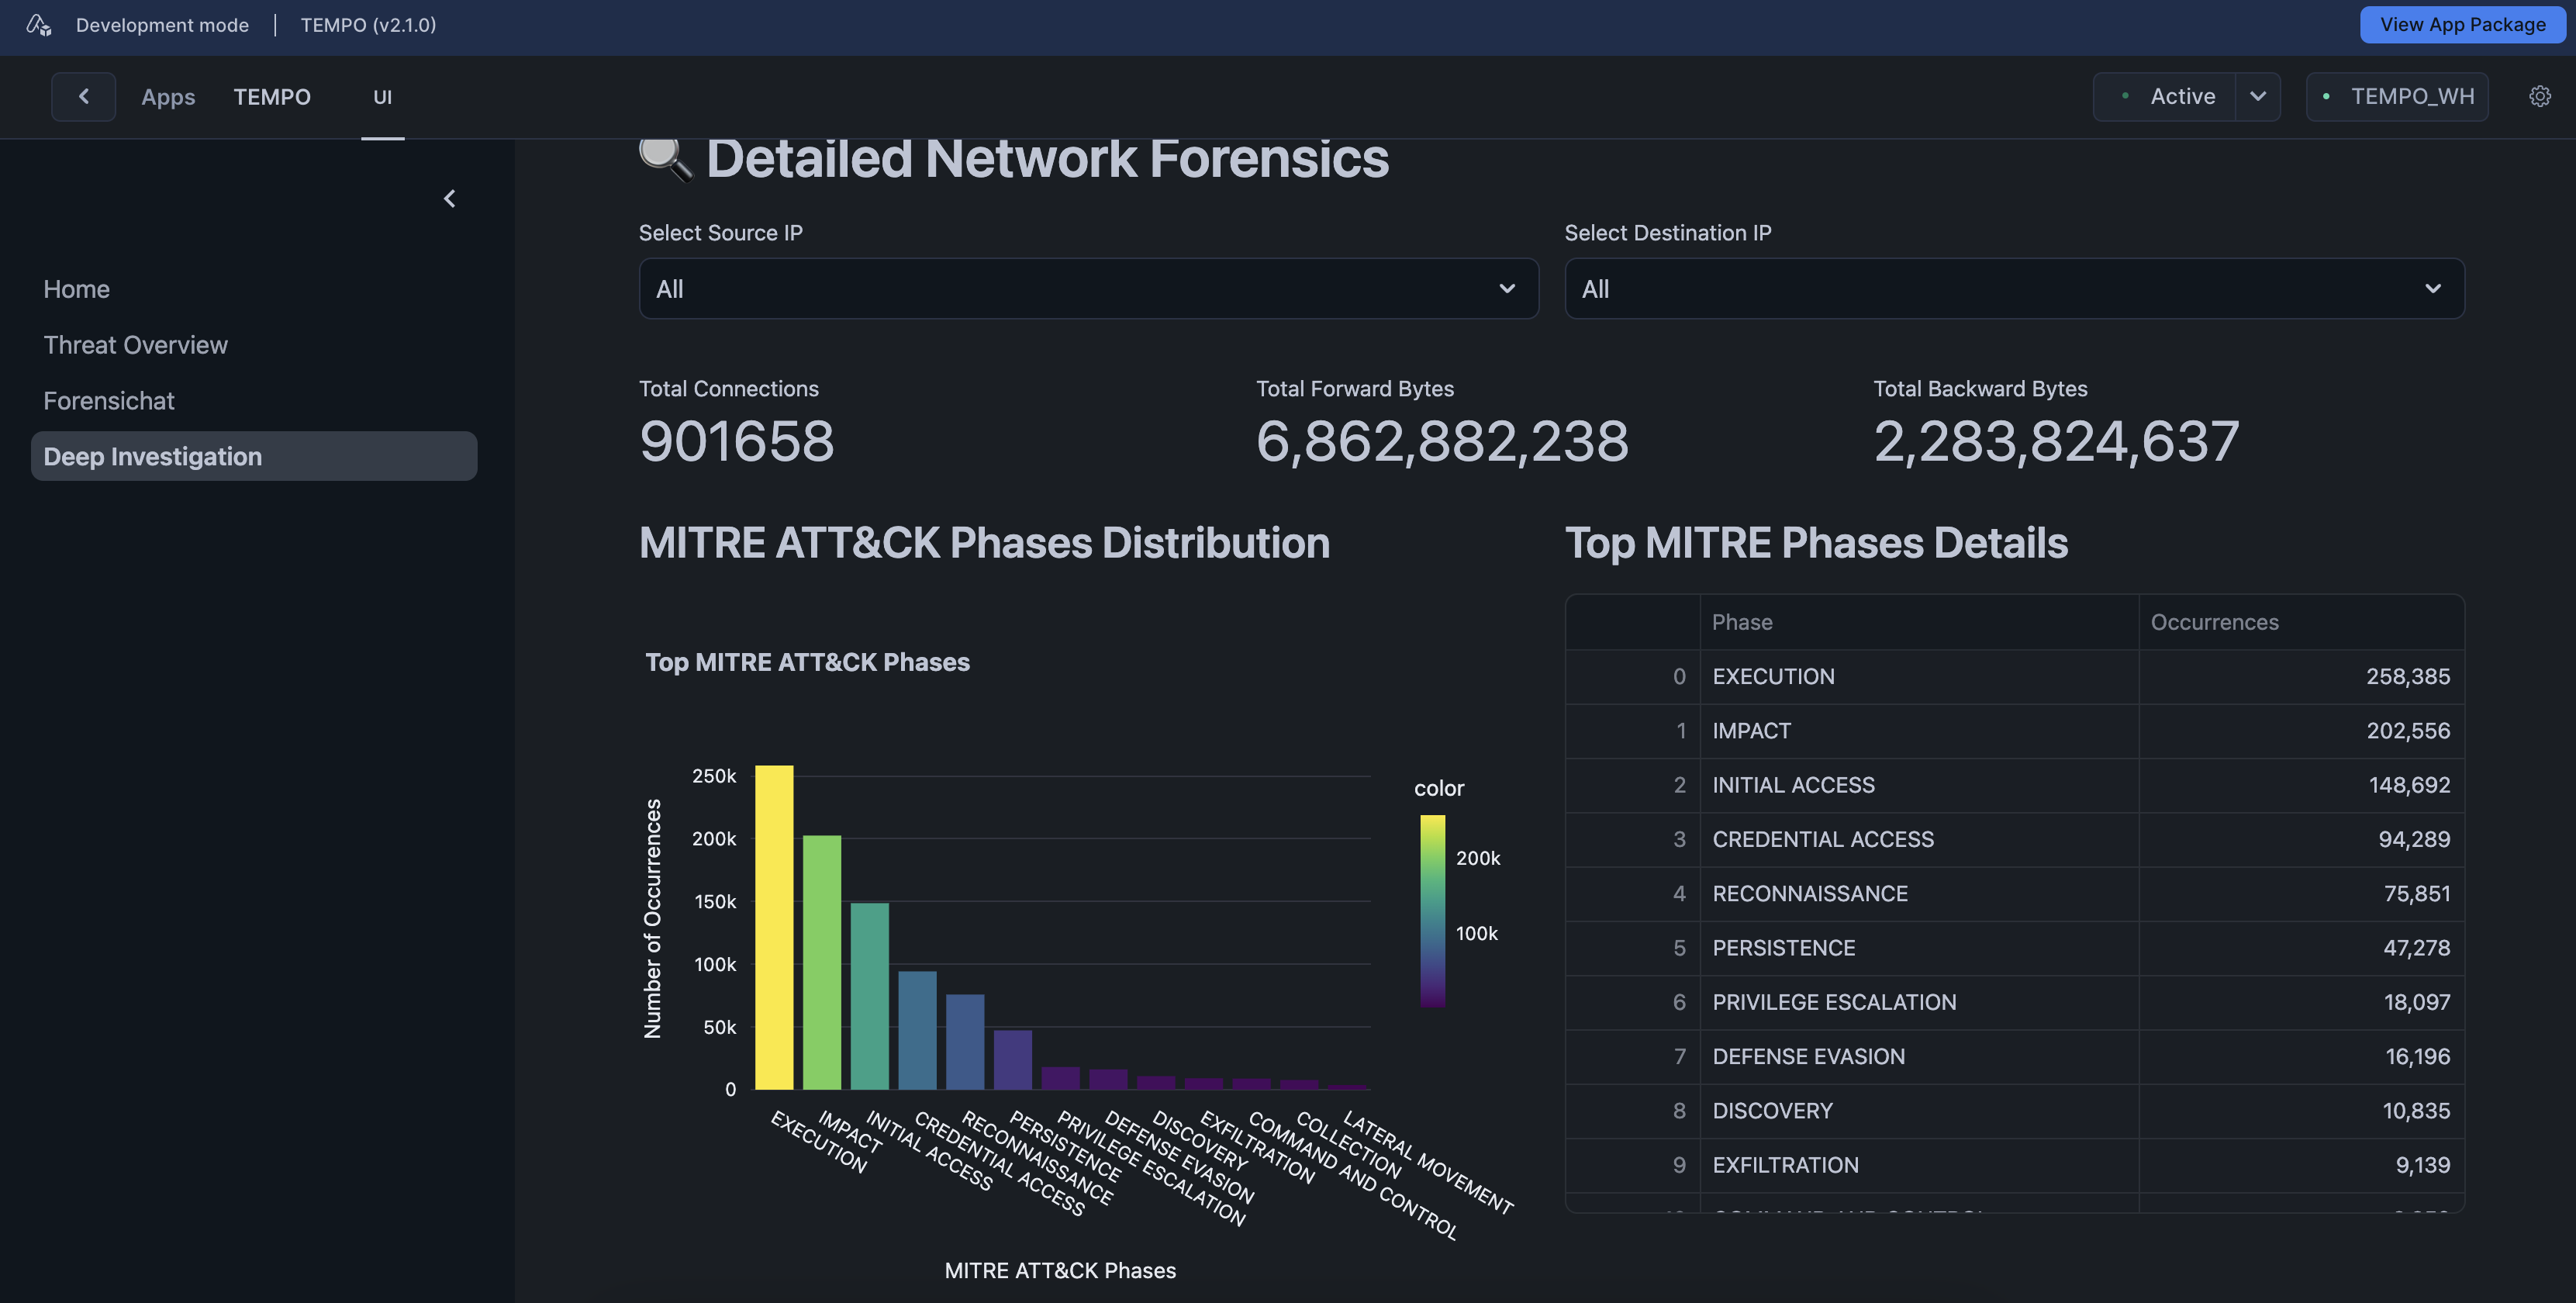 Development mode | TEMPO (v2.1.0)
View App Package
Apps TEMPO UI
Active
TEMPO_WH
Home
Threat Overview
Forensichat
Deep Investigation
Detailed Network Forensics
Select Source IP
All
Select Destination IP
All
Total Connections
901658
Total Forward Bytes
6,862,882,238
Total Backward Bytes
2,283,824,637
MITRE ATT&CK Phases Distribution
Top MITRE ATT&CK Phases
Number of Occurrences
250k
200k
150k
100k
50k
0
EXECUTION
IMPACT
INITIAL ACCESS
CREDENTIAL ACCESS
RECONNAISSANCE
PERSISTENCE
PRIVILEGE ESCALATION
DEFENSE EVASION
DISCOVERY
EXFILTRATION
COMMAND AND CONTROL
COLLECTION
LATERAL MOVEMENT
MITRE ATT&CK Phases
color
200k
100k
Top MITRE Phases Details
Phase Occurrences
0 EXECUTION 258,385
1 IMPACT 202,556
2 INITIAL ACCESS 148,692
3 CREDENTIAL ACCESS 94,289
4 RECONNAISSANCE 75,851
5 PERSISTENCE 47,278
6 PRIVILEGE ESCALATION 18,097
7 DEFENSE EVASION 16,196
8 DISCOVERY 10,835
9 EXFILTRATION 9,139